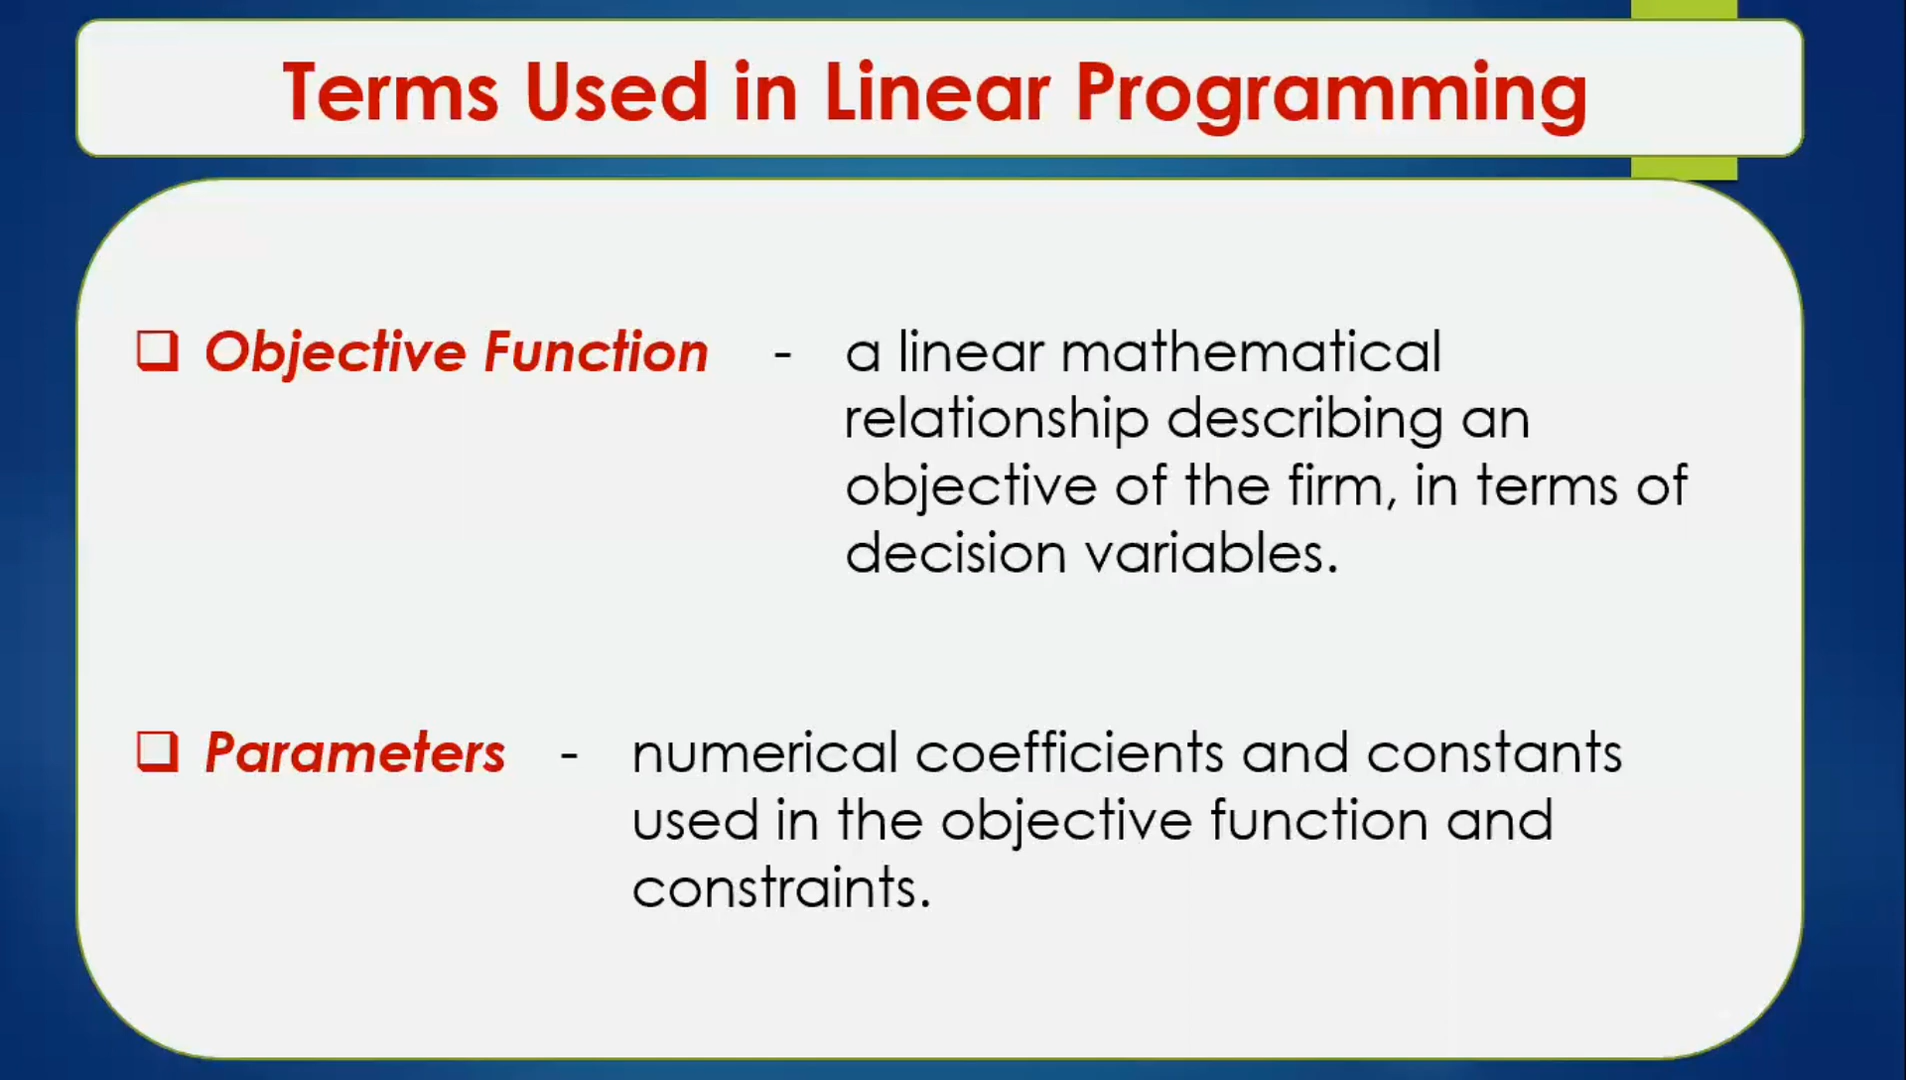 Terms Used in Linear Programming
❑ Objective Function - a linear mathematical
relationship describing an
objective of the firm, in terms of
decision variables.
❑ Parameters - numerical coefficients and constants
used in the objective function and
constraints.